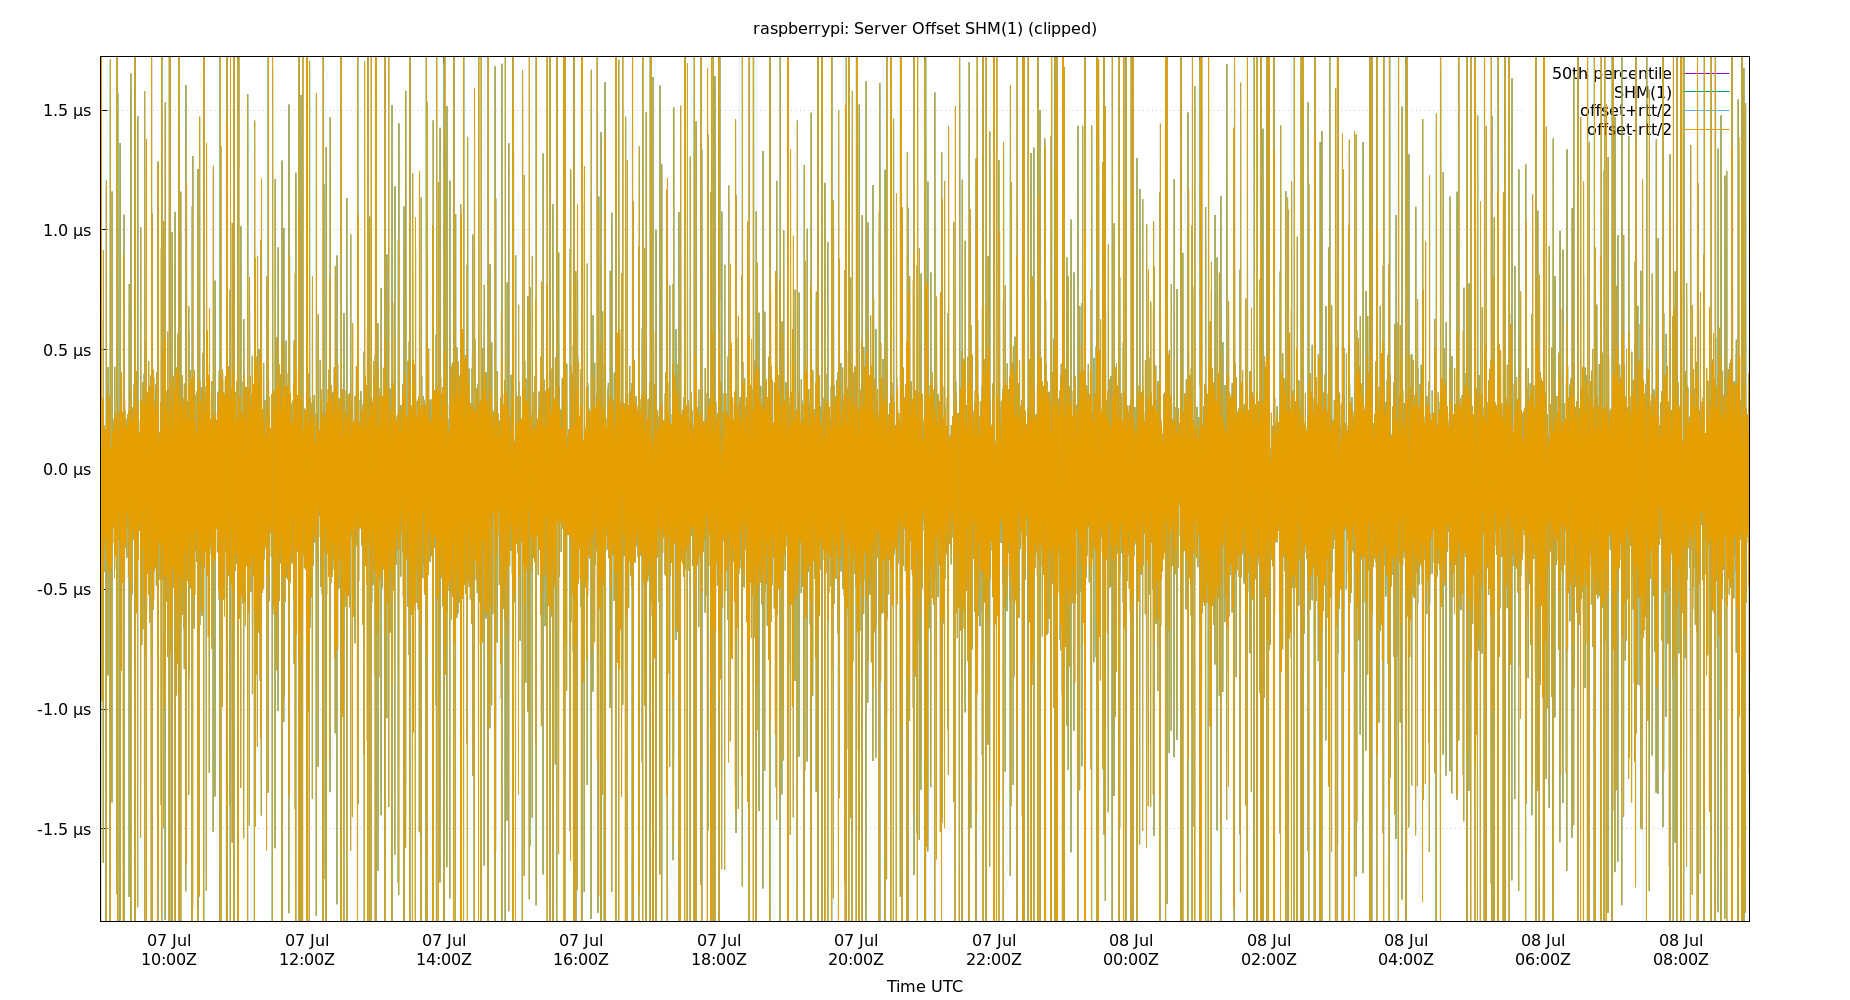 raspberrypi: Server Offset SHM(1) (clipped)
50th percentile
SHM(1)
offset+rtt/2
offset-rtt/2
1.5 µs
1.0 µs
0.5 µs
0.0 µs
-0.5 µs
-1.0 µs
-1.5 µs
07 Jul 07 Jul 07 Jul 07 Jul 07 Jul 07 Jul 07 Jul 08 Jul 08 Jul 08 Jul 08 Jul 08 Jul
10:00Z 12:00Z 14:00Z 16:00Z 18:00Z 20:00Z 22:00Z 00:00Z 02:00Z 04:00Z 06:00Z 08:00Z
Time UTC